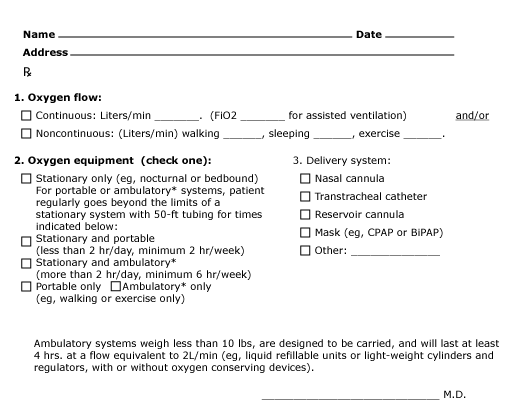 Name ______ Date ______
Address ______
℞
1. Oxygen flow:
☐ Continuous: Liters/min _______. (FiO2 _______ for assisted ventilation) and/or
☐ Noncontinuous: (Liters/min) walking ______, sleeping ______, exercise ______.
2. Oxygen equipment (check one):
☐ Stationary only (eg, nocturnal or bedbound)
For portable or ambulatory* systems, patient
regularly goes beyond the limits of a
stationary system with 50-ft tubing for times
indicated below:
☐ Stationary and portable
(less than 2 hr/day, minimum 2 hr/week)
☐ Stationary and ambulatory*
(more than 2 hr/day, minimum 6 hr/week)
☐ Portable only ☐ Ambulatory* only
(eg, walking or exercise only)
3. Delivery system:
☐ Nasal cannula
☐ Transtracheal catheter
☐ Reservoir cannula
☐ Mask (eg, CPAP or BiPAP)
☐ Other: ______________
Ambulatory systems weigh less than 10 lbs, are designed to be carried, and will last at least
4 hrs. at a flow equivalent to 2L/min (eg, liquid refillable units or light-weight cylinders and
regulators, with or without oxygen conserving devices).
______________________________ M.D.